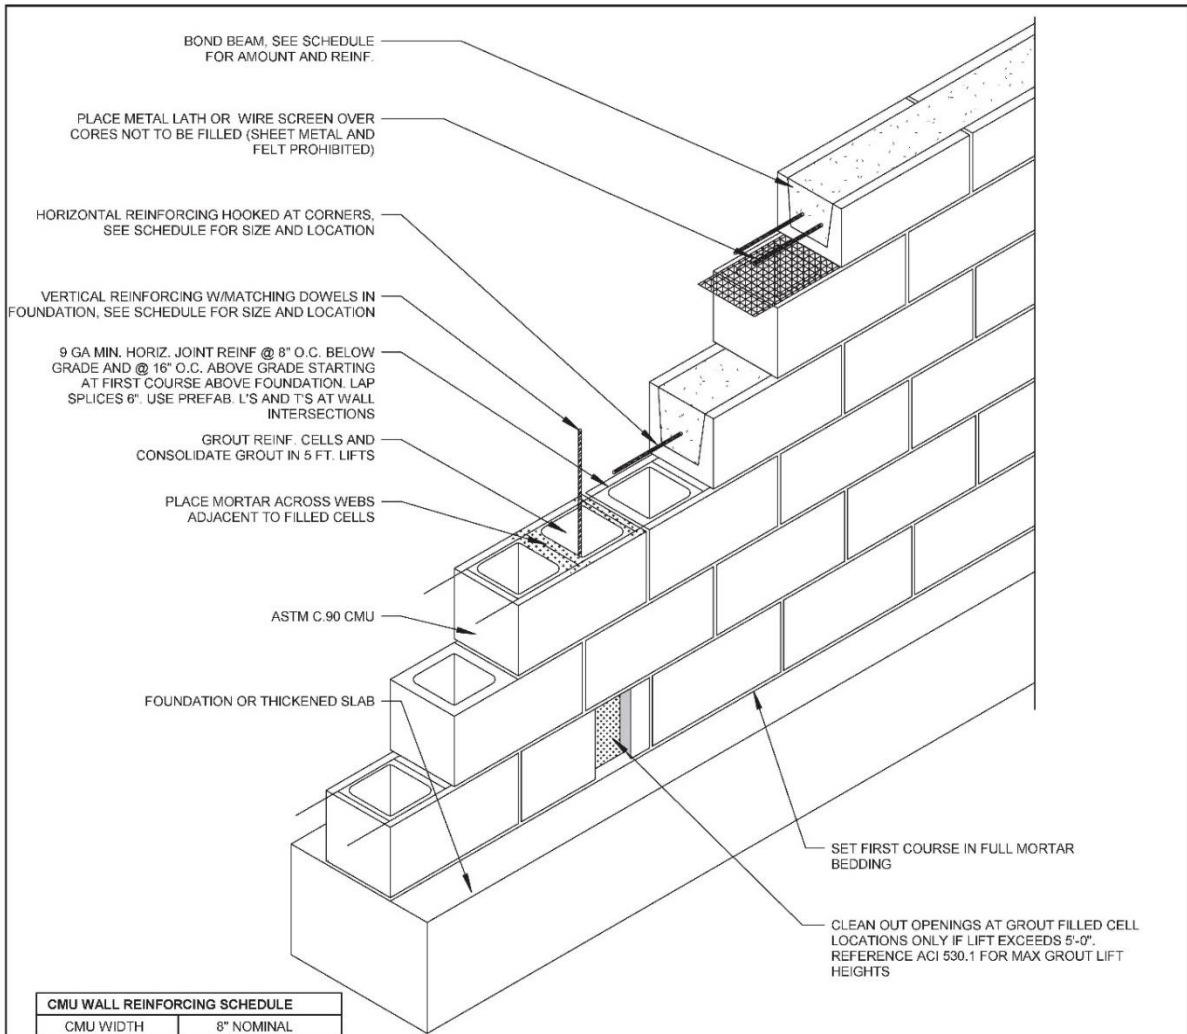 BOND BEAM, SEE SCHEDULE
FOR AMOUNT AND REINF.
PLACE METAL LATH OR WIRE SCREEN OVER
CORES NOT TO BE FILLED (SHEET METAL AND
FELT PROHIBITED)
HORIZONTAL REINFORCING HOOKED AT CORNERS,
SEE SCHEDULE FOR SIZE AND LOCATION
VERTICAL REINFORCING W/MATCHING DOWELS IN
FOUNDATION, SEE SCHEDULE FOR SIZE AND LOCATION
9 GA MIN. HORIZ. JOINT REINF @ 8" O.C. BELOW
GRADE AND @ 16" O.C. ABOVE GRADE STARTING
AT FIRST COURSE ABOVE FOUNDATION. LAP
SPLICES 6". USE PREFAB. L'S AND T'S AT WALL
INTERSECTIONS
GROUT REINF. CELLS AND
CONSOLIDATE GROUT IN 5 FT. LIFTS
PLACE MORTAR ACROSS WEBS
ADJACENT TO FILLED CELLS
ASTM C.90 CMU
FOUNDATION OR THICKENED SLAB
SET FIRST COURSE IN FULL MORTAR
BEDDING
CLEAN OUT OPENINGS AT GROUT FILLED CELL
LOCATIONS ONLY IF LIFT EXCEEDS 5'-0".
REFERENCE ACI 530.1 FOR MAX GROUT LIFT
HEIGHTS
CMU WALL REINFORCING SCHEDULE
CMU WIDTH 8" NOMINAL